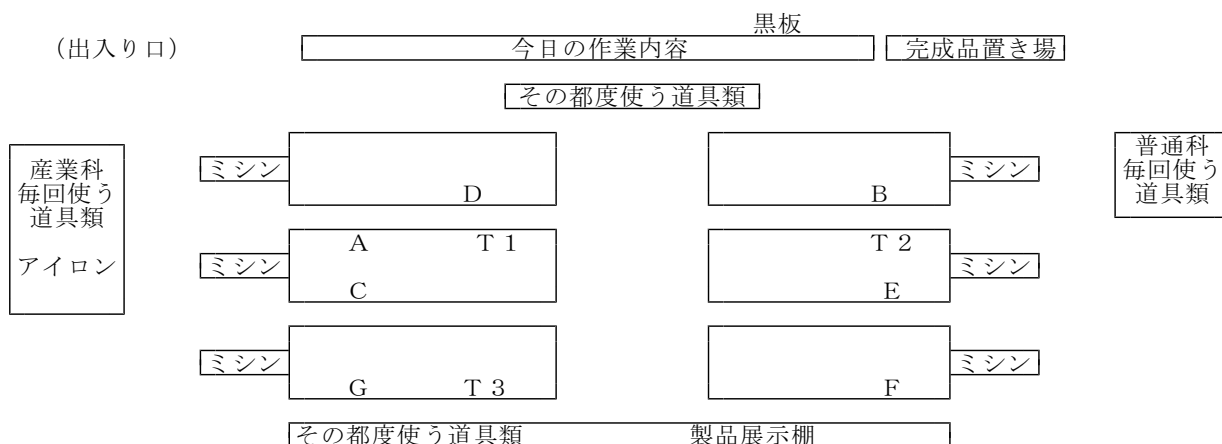 黒板
(出入り口) 今日の作業内容 完成品置き場
その都度使う道具類
産業科
毎回使う
道具類
アイロン
ミシン
D
B
ミシン
普通科
毎回使う
道具類
ミシン
A T1
C
T2
E
ミシン
ミシン
G T3
F
ミシン
その都度使う道具類 製品展示棚